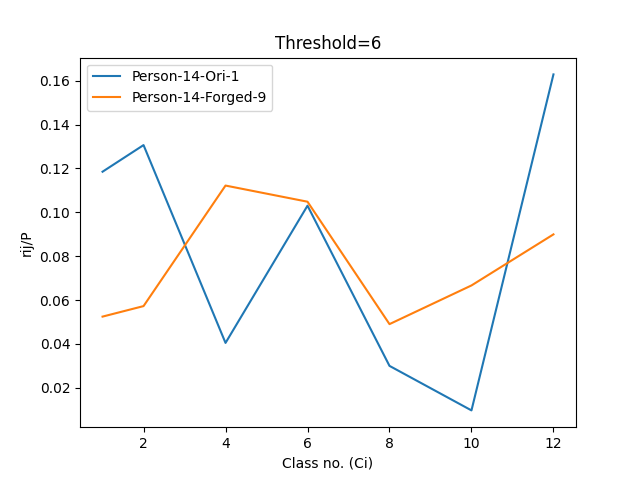 Threshold=6
Person-14-Ori-1
Person-14-Forged-9
rij/P
0.16
0.14
0.12
0.10
0.08
0.06
0.04
0.02
2 4 6 8 10 12
Class no. (Ci)